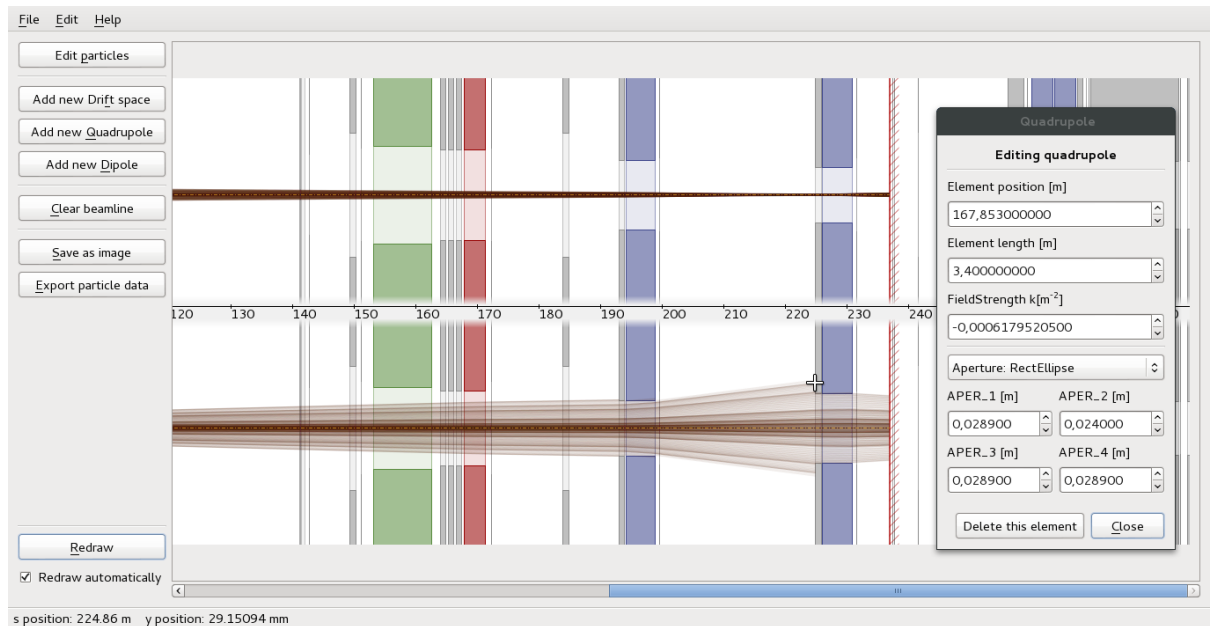 File Edit Help
Edit particles
Add new Drift space
Add new Quadrupole
Add new Dipole
Clear beamline
Save as image
Export particle data
120 130 140 150 160 170 180 190 200 210 220 230 240
Quadrupole
Editing quadrupole
Element position [m]
167,853000000
Element length [m]
3,400000000
FieldStrength k[m⁻²]
-0,0006179520500
Aperture: RectEllipse
APER_1 [m] APER_2 [m]
0,028900 0,024000
APER_3 [m] APER_4 [m]
0,028900 0,028900
Delete this element Close
Redraw
Redraw automatically
s position: 224.86 m y position: 29.15094 mm